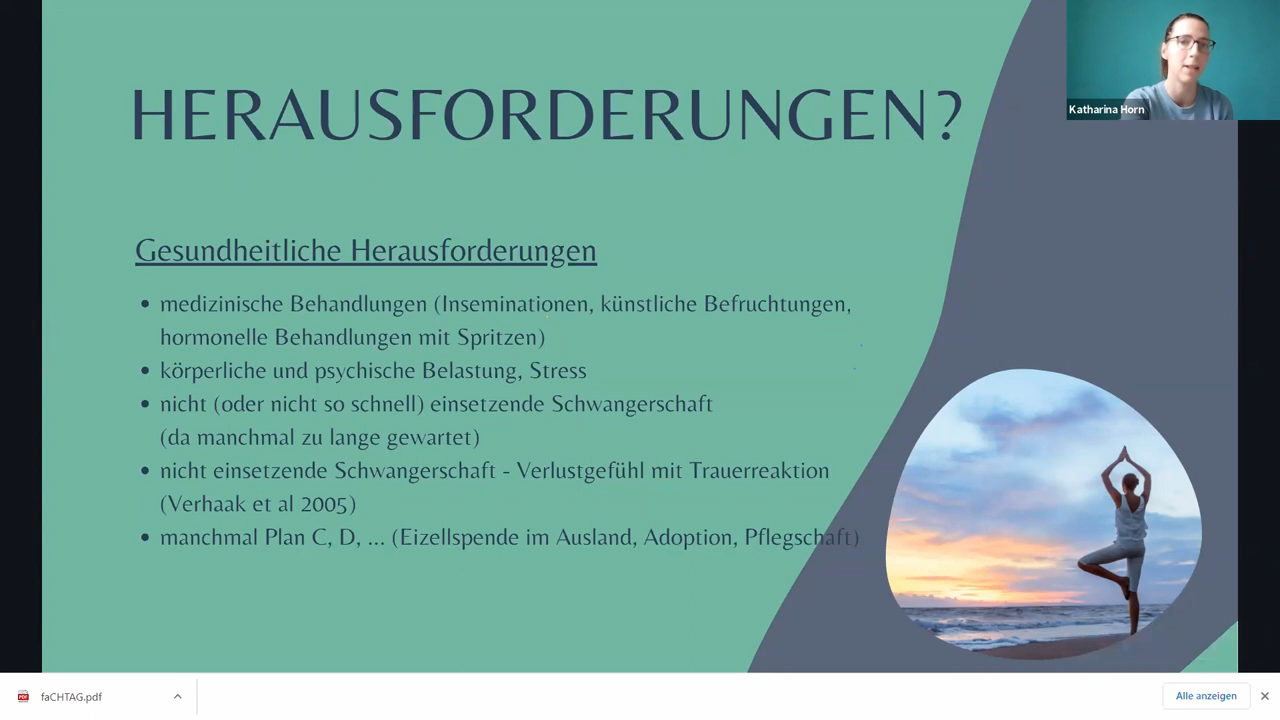 HERAUSFORDERUNGEN?
Katharina Horn
Gesundheitliche Herausforderungen
• medizinische Behandlungen (Inseminationen, künstliche Befruchtungen,
hormonelle Behandlungen mit Spritzen)
• körperliche und psychische Belastung, Stress
• nicht (oder nicht so schnell) einsetzende Schwangerschaft
(da manchmal zu lange gewartet)
• nicht einsetzende Schwangerschaft - Verlustgefühl mit Trauerreaktion
(Verhaak et al 2005)
• manchmal Plan C, D, ... (Eizellspende im Ausland, Adoption, Pflegschaft)
PDF
faCHTAG.pdf
Alle anzeigen